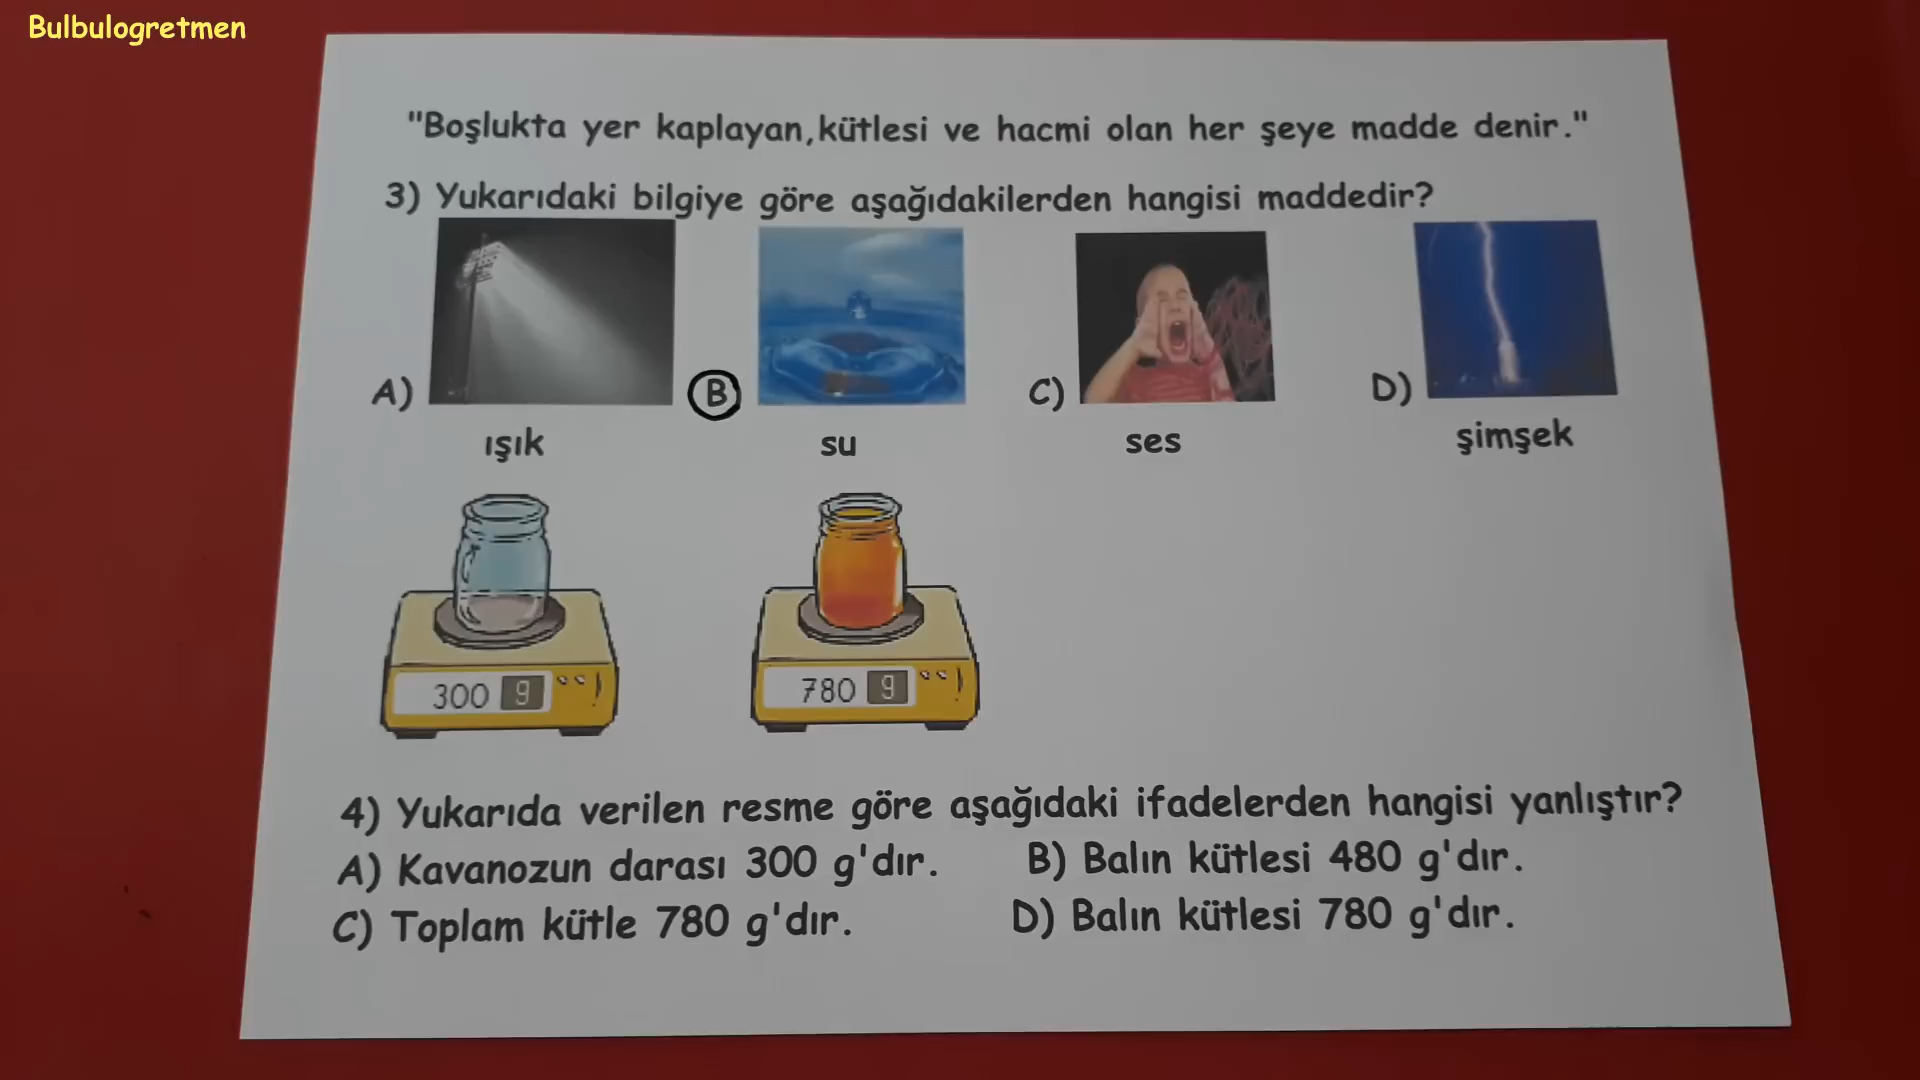 Bulbulogretmen
"Boşlukta yer kaplayan,kütlesi ve hacmi olan her şeye madde denir."
3) Yukarıdaki bilgiye göre aşağıdakilerden hangisi maddedir?
A) B) C) D)
ışık su ses şimşek
300 g 780 g
4) Yukarıda verilen resme göre aşağıdaki ifadelerden hangisi yanlıştır?
A) Kavanozun darası 300 g'dır. B) Balın kütlesi 480 g'dır.
C) Toplam kütle 780 g'dır. D) Balın kütlesi 780 g'dır.